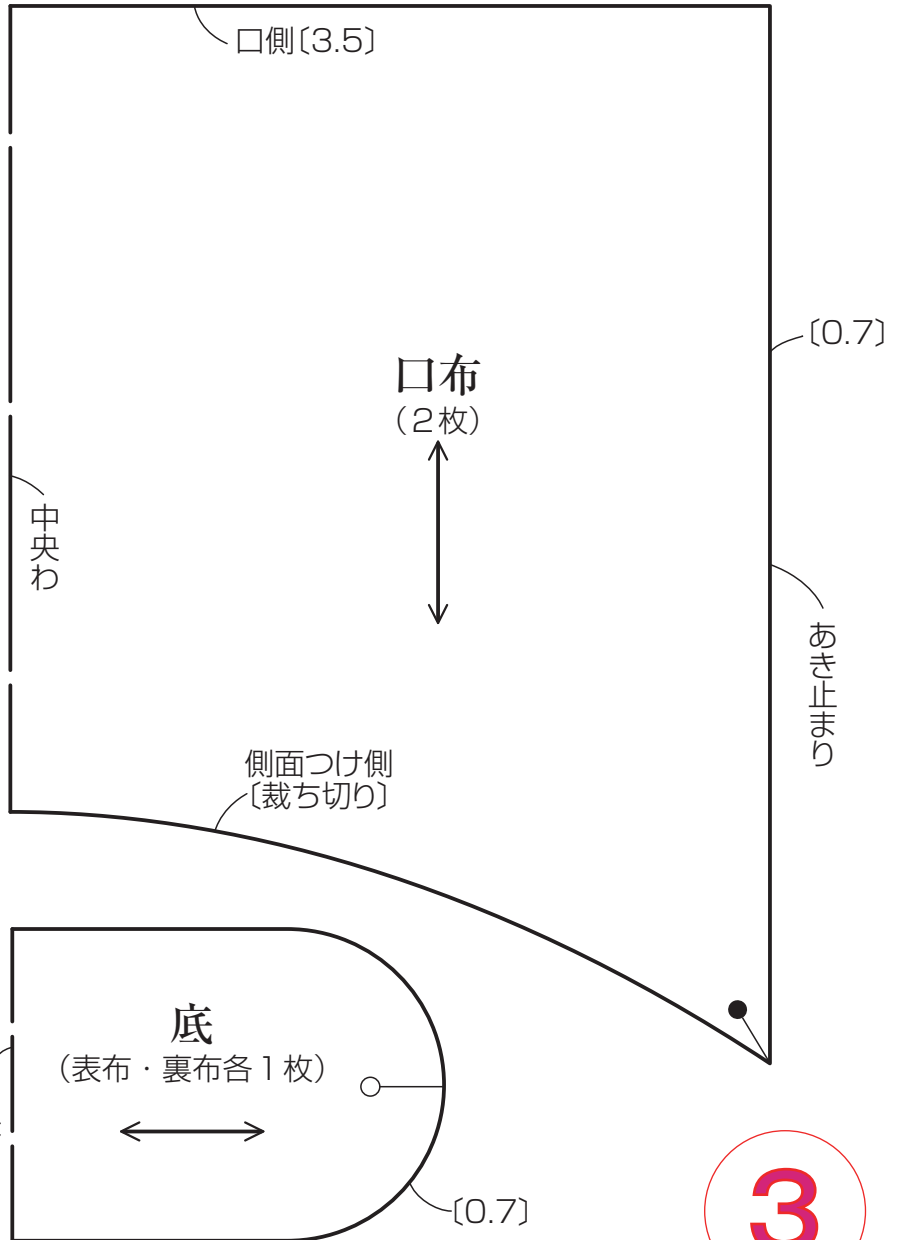 口側〔3.5〕
〔0.7〕
口布
（2枚）
中央わ
あき止まり
側面つけ側
〔裁ち切り〕
底
（表布・裏布各1枚）
〔0.7〕
3